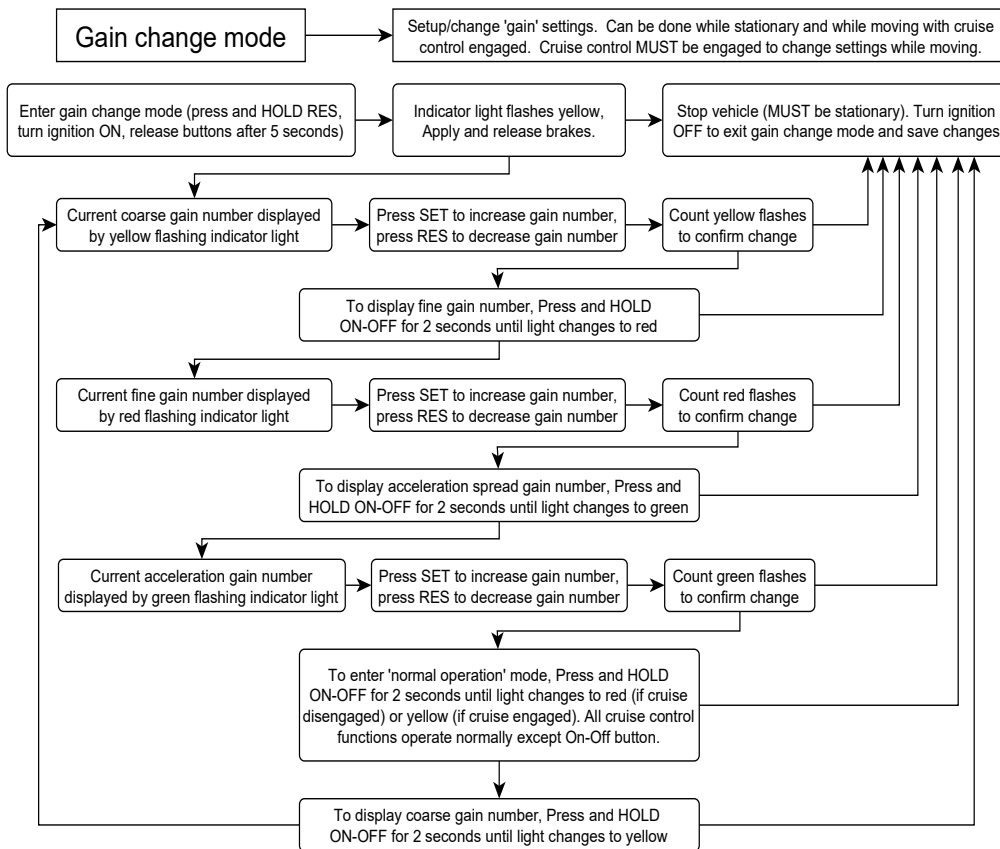 Gain change mode
Setup/change 'gain' settings. Can be done while stationary and while moving with cruise
control engaged. Cruise control MUST be engaged to change settings while moving.
Enter gain change mode (press and HOLD RES,
turn ignition ON, release buttons after 5 seconds)
Indicator light flashes yellow,
Apply and release brakes.
Stop vehicle (MUST be stationary). Turn ignition
OFF to exit gain change mode and save changes
Current coarse gain number displayed
by yellow flashing indicator light
Press SET to increase gain number,
press RES to decrease gain number
Count yellow flashes
to confirm change
To display fine gain number, Press and HOLD
ON-OFF for 2 seconds until light changes to red
Current fine gain number displayed
by red flashing indicator light
Press SET to increase gain number,
press RES to decrease gain number
Count red flashes
to confirm change
To display acceleration spread gain number, Press and
HOLD ON-OFF for 2 seconds until light changes to green
Current acceleration gain number
displayed by green flashing indicator light
Press SET to increase gain number,
press RES to decrease gain number
Count green flashes
to confirm change
To enter 'normal operation' mode, Press and HOLD
ON-OFF for 2 seconds until light changes to red (if cruise
disengaged) or yellow (if cruise engaged). All cruise control
functions operate normally except On-Off button.
To display coarse gain number, Press and HOLD
ON-OFF for 2 seconds until light changes to yellow